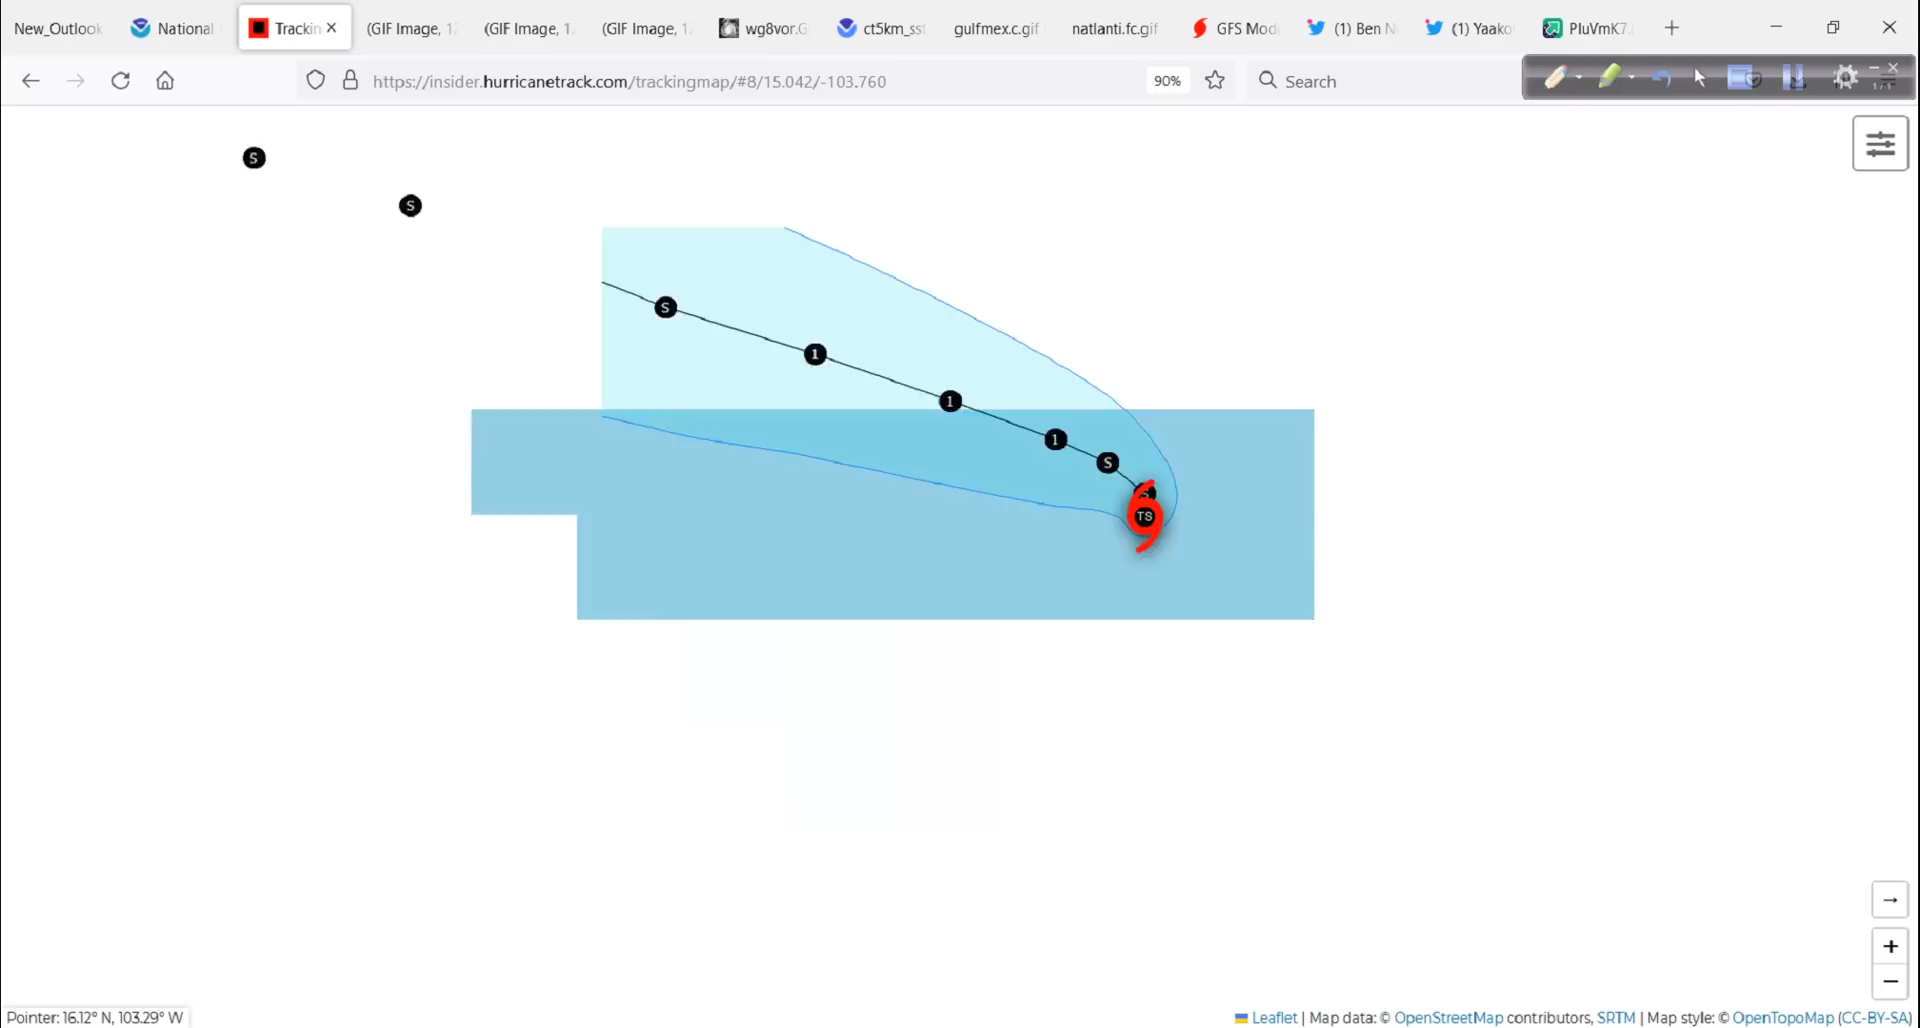 New_Outlook
National
Trackin
(GIF Image, 1
(GIF Image, 1
(GIF Image, 1
wg8vor.G
ct5km_sst
gulfmex.c.gif
natlanti.fc.gif
GFS Mod
(1) Ben N
(1) Yaako
PluVmK7.
https://insider.hurricanetrack.com/trackingmap/#8/15.042/-103.760
90%
Search
1/1
S
S
S
1
1
1
S
S
TS
Pointer: 16.12° N, 103.29° W
Leaflet | Map data: © OpenStreetMap contributors, SRTM | Map style: © OpenTopoMap (CC-BY-SA)